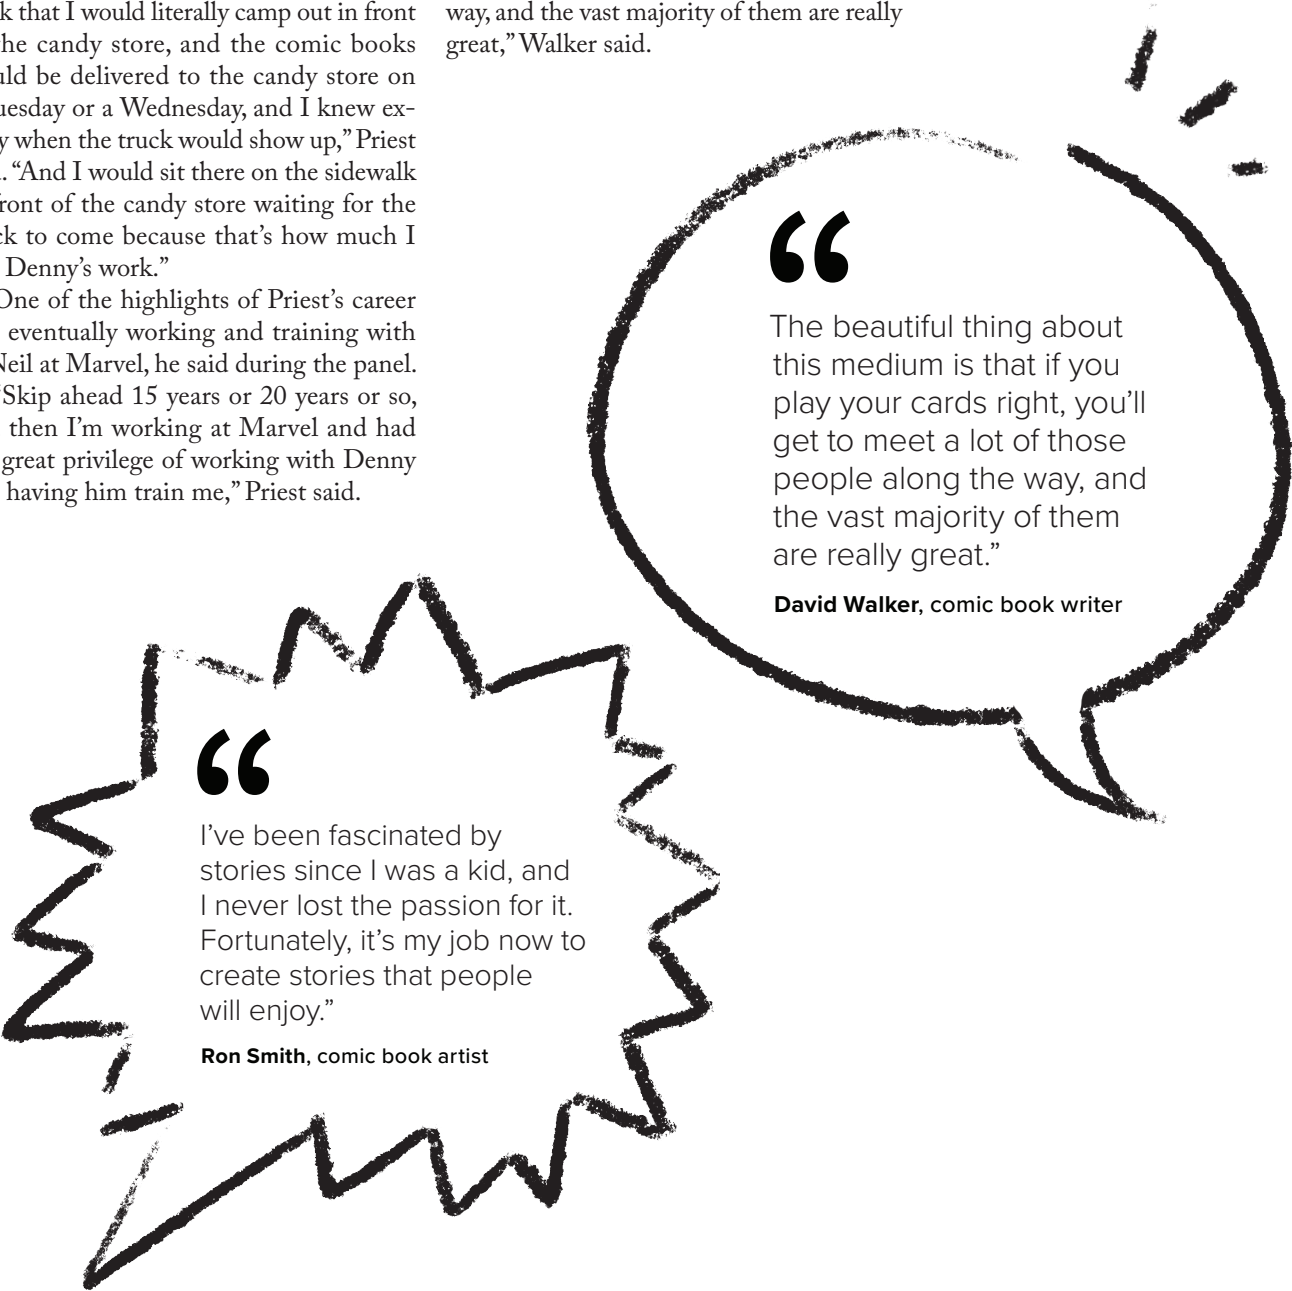 k that I would literally camp out in front
he candy store, and the comic books
uld be delivered to the candy store on
uesday or a Wednesday, and I knew ex-
y when the truck would show up,” Priest
. “And I would sit there on the sidewalk
ront of the candy store waiting for the
ck to come because that’s how much I
Denny’s work.”
One of the highlights of Priest’s career
eventually working and training with
Neil at Marvel, he said during the panel.
“Skip ahead 15 years or 20 years or so,
then I’m working at Marvel and had
great privilege of working with Denny
having him train me,” Priest said.
way, and the vast majority of them are really
great,” Walker said.
“
The beautiful thing about
this medium is that if you
play your cards right, you’ll
get to meet a lot of those
people along the way, and
the vast majority of them
are really great.”
David Walker, comic book writer
“
I’ve been fascinated by
stories since I was a kid, and
I never lost the passion for it.
Fortunately, it’s my job now to
create stories that people
will enjoy.”
Ron Smith, comic book artist